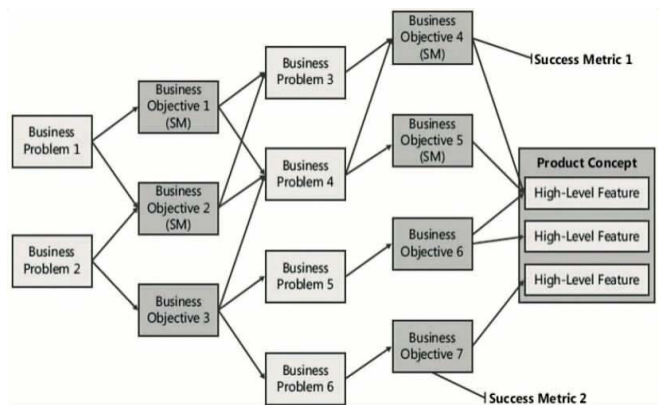 Business
Problem 1
Business
Problem 2
Business
Objective 1
(SM)
Business
Objective 2
(SM)
Business
Objective 3
Business
Problem 3
Business
Problem 4
Business
Problem 5
Business
Problem 6
Business
Objective 4
(SM)
Business
Objective 5
(SM)
Business
Objective 6
Business
Objective 7
Success Metric 1
Product Concept
High-Level Feature
High-Level Feature
High-Level Feature
Success Metric 2